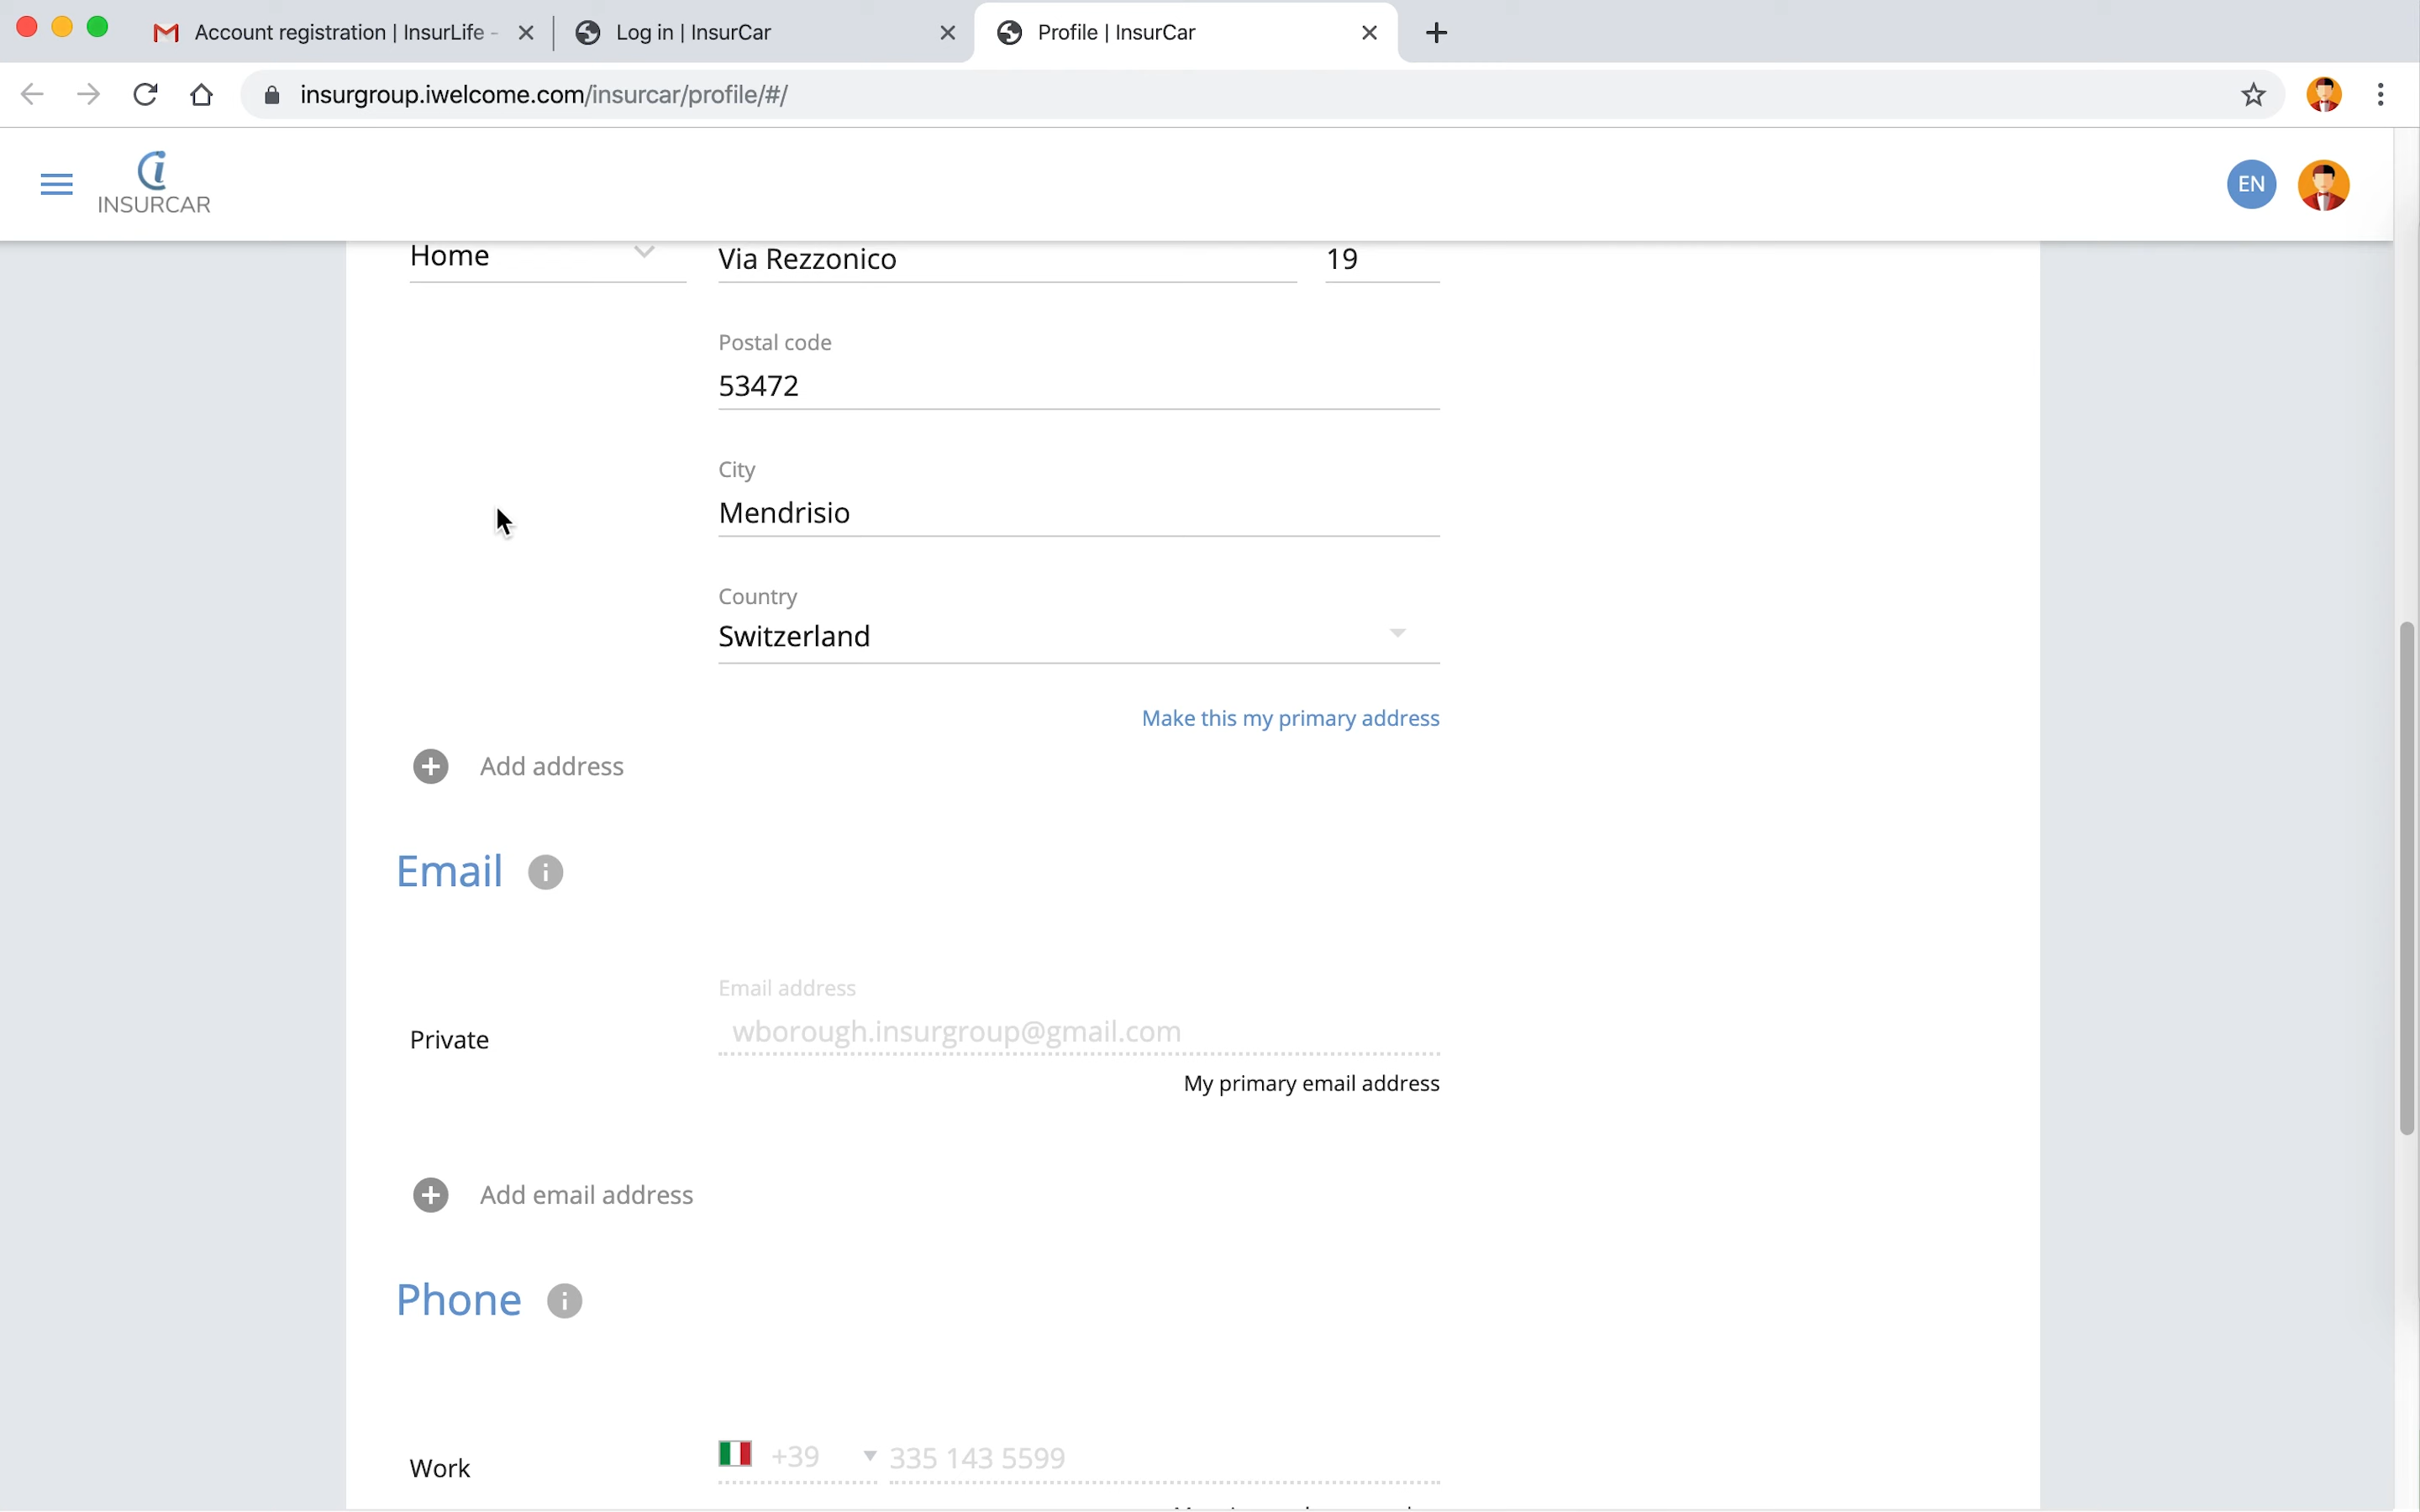 Account registration | InsurLife -
Log in | InsurCar
Profile | InsurCar
insurgroup.iwelcome.com/insurcar/profile/#/
i
INSURCAR
EN
Home
Via Rezzonico
19
Postal code
53472
City
Mendrisio
Country
Switzerland
Make this my primary address
Add address
Email
i
Email address
Private
wborough.insurgroup@gmail.com
My primary email address
Add email address
Phone
i
Work
+39
335 143 5599